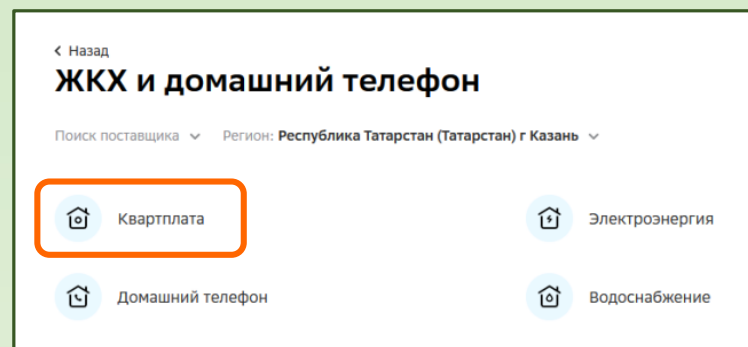 Назад
ЖКХ и домашний телефон
Поиск поставщика Регион: Республика Татарстан (Татарстан) г Казань
Квартплата Электроэнергия
Домашний телефон Водоснабжение